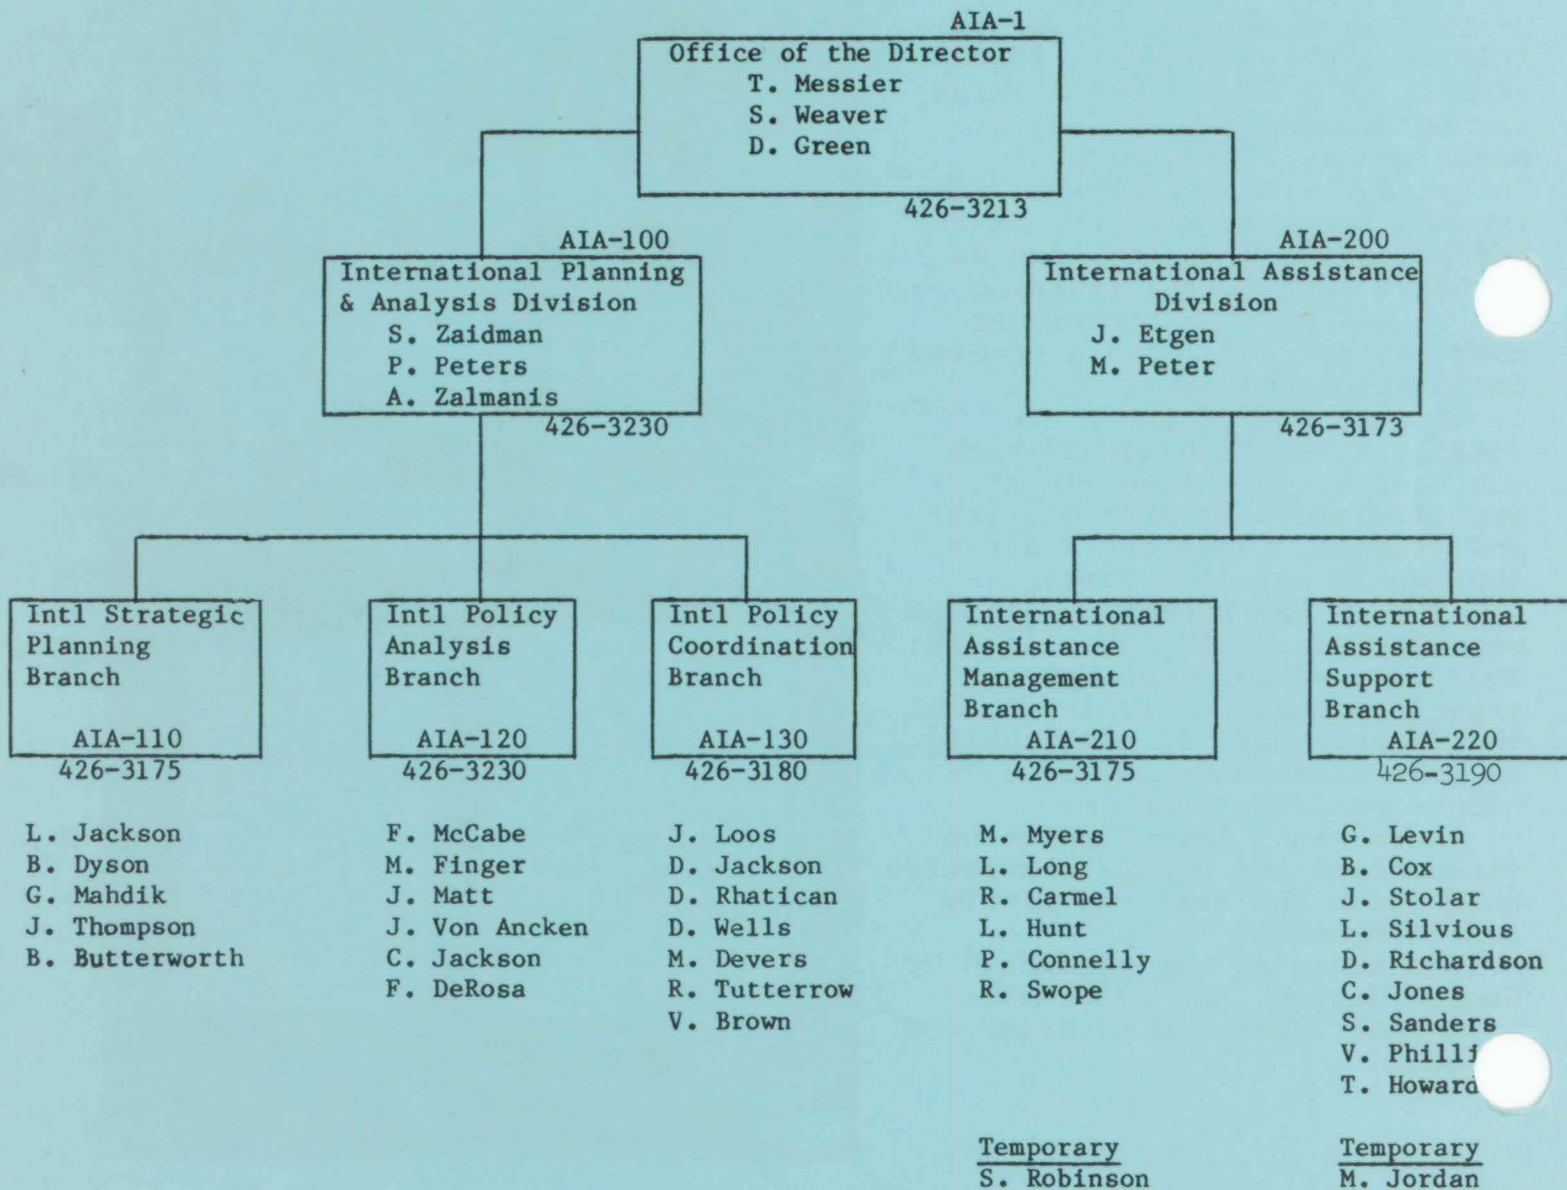 AIA-1
Office of the Director
T. Messier
S. Weaver
D. Green
426-3213
AIA-100
International Planning
& Analysis Division
S. Zaidman
P. Peters
A. Zalmanis
426-3230
AIA-200
International Assistance
Division
J. Etgen
M. Peter
426-3173
Intl Strategic
Planning
Branch
AIA-110
426-3175
L. Jackson
B. Dyson
G. Mahdik
J. Thompson
B. Butterworth
Intl Policy
Analysis
Branch
AIA-120
426-3230
F. McCabe
M. Finger
J. Matt
J. Von Ancken
C. Jackson
F. DeRosa
Intl Policy
Coordination
Branch
AIA-130
426-3180
J. Loos
D. Jackson
D. Rhatican
D. Wells
M. Devers
R. Tutterrow
V. Brown
International
Assistance
Management
Branch
AIA-210
426-3175
M. Myers
L. Long
R. Carmel
L. Hunt
P. Connelly
R. Swope
Temporary
S. Robinson
International
Assistance
Support
Branch
AIA-220
426-3190
G. Levin
B. Cox
J. Stolar
L. Silvious
D. Richardson
C. Jones
S. Sanders
V.
T. Howard
Temporary
M. Jordan